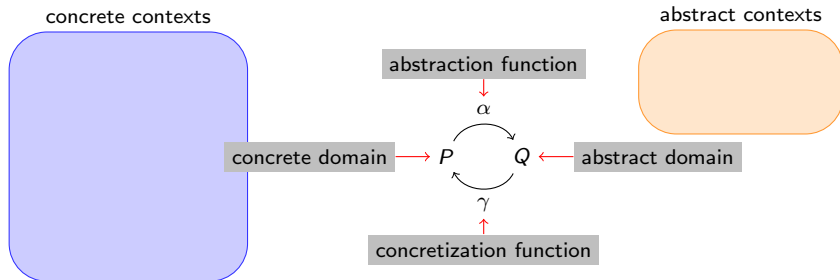 concrete contexts
abstract contexts
abstraction function
α
concrete domain
P
Q
abstract domain
γ
concretization function